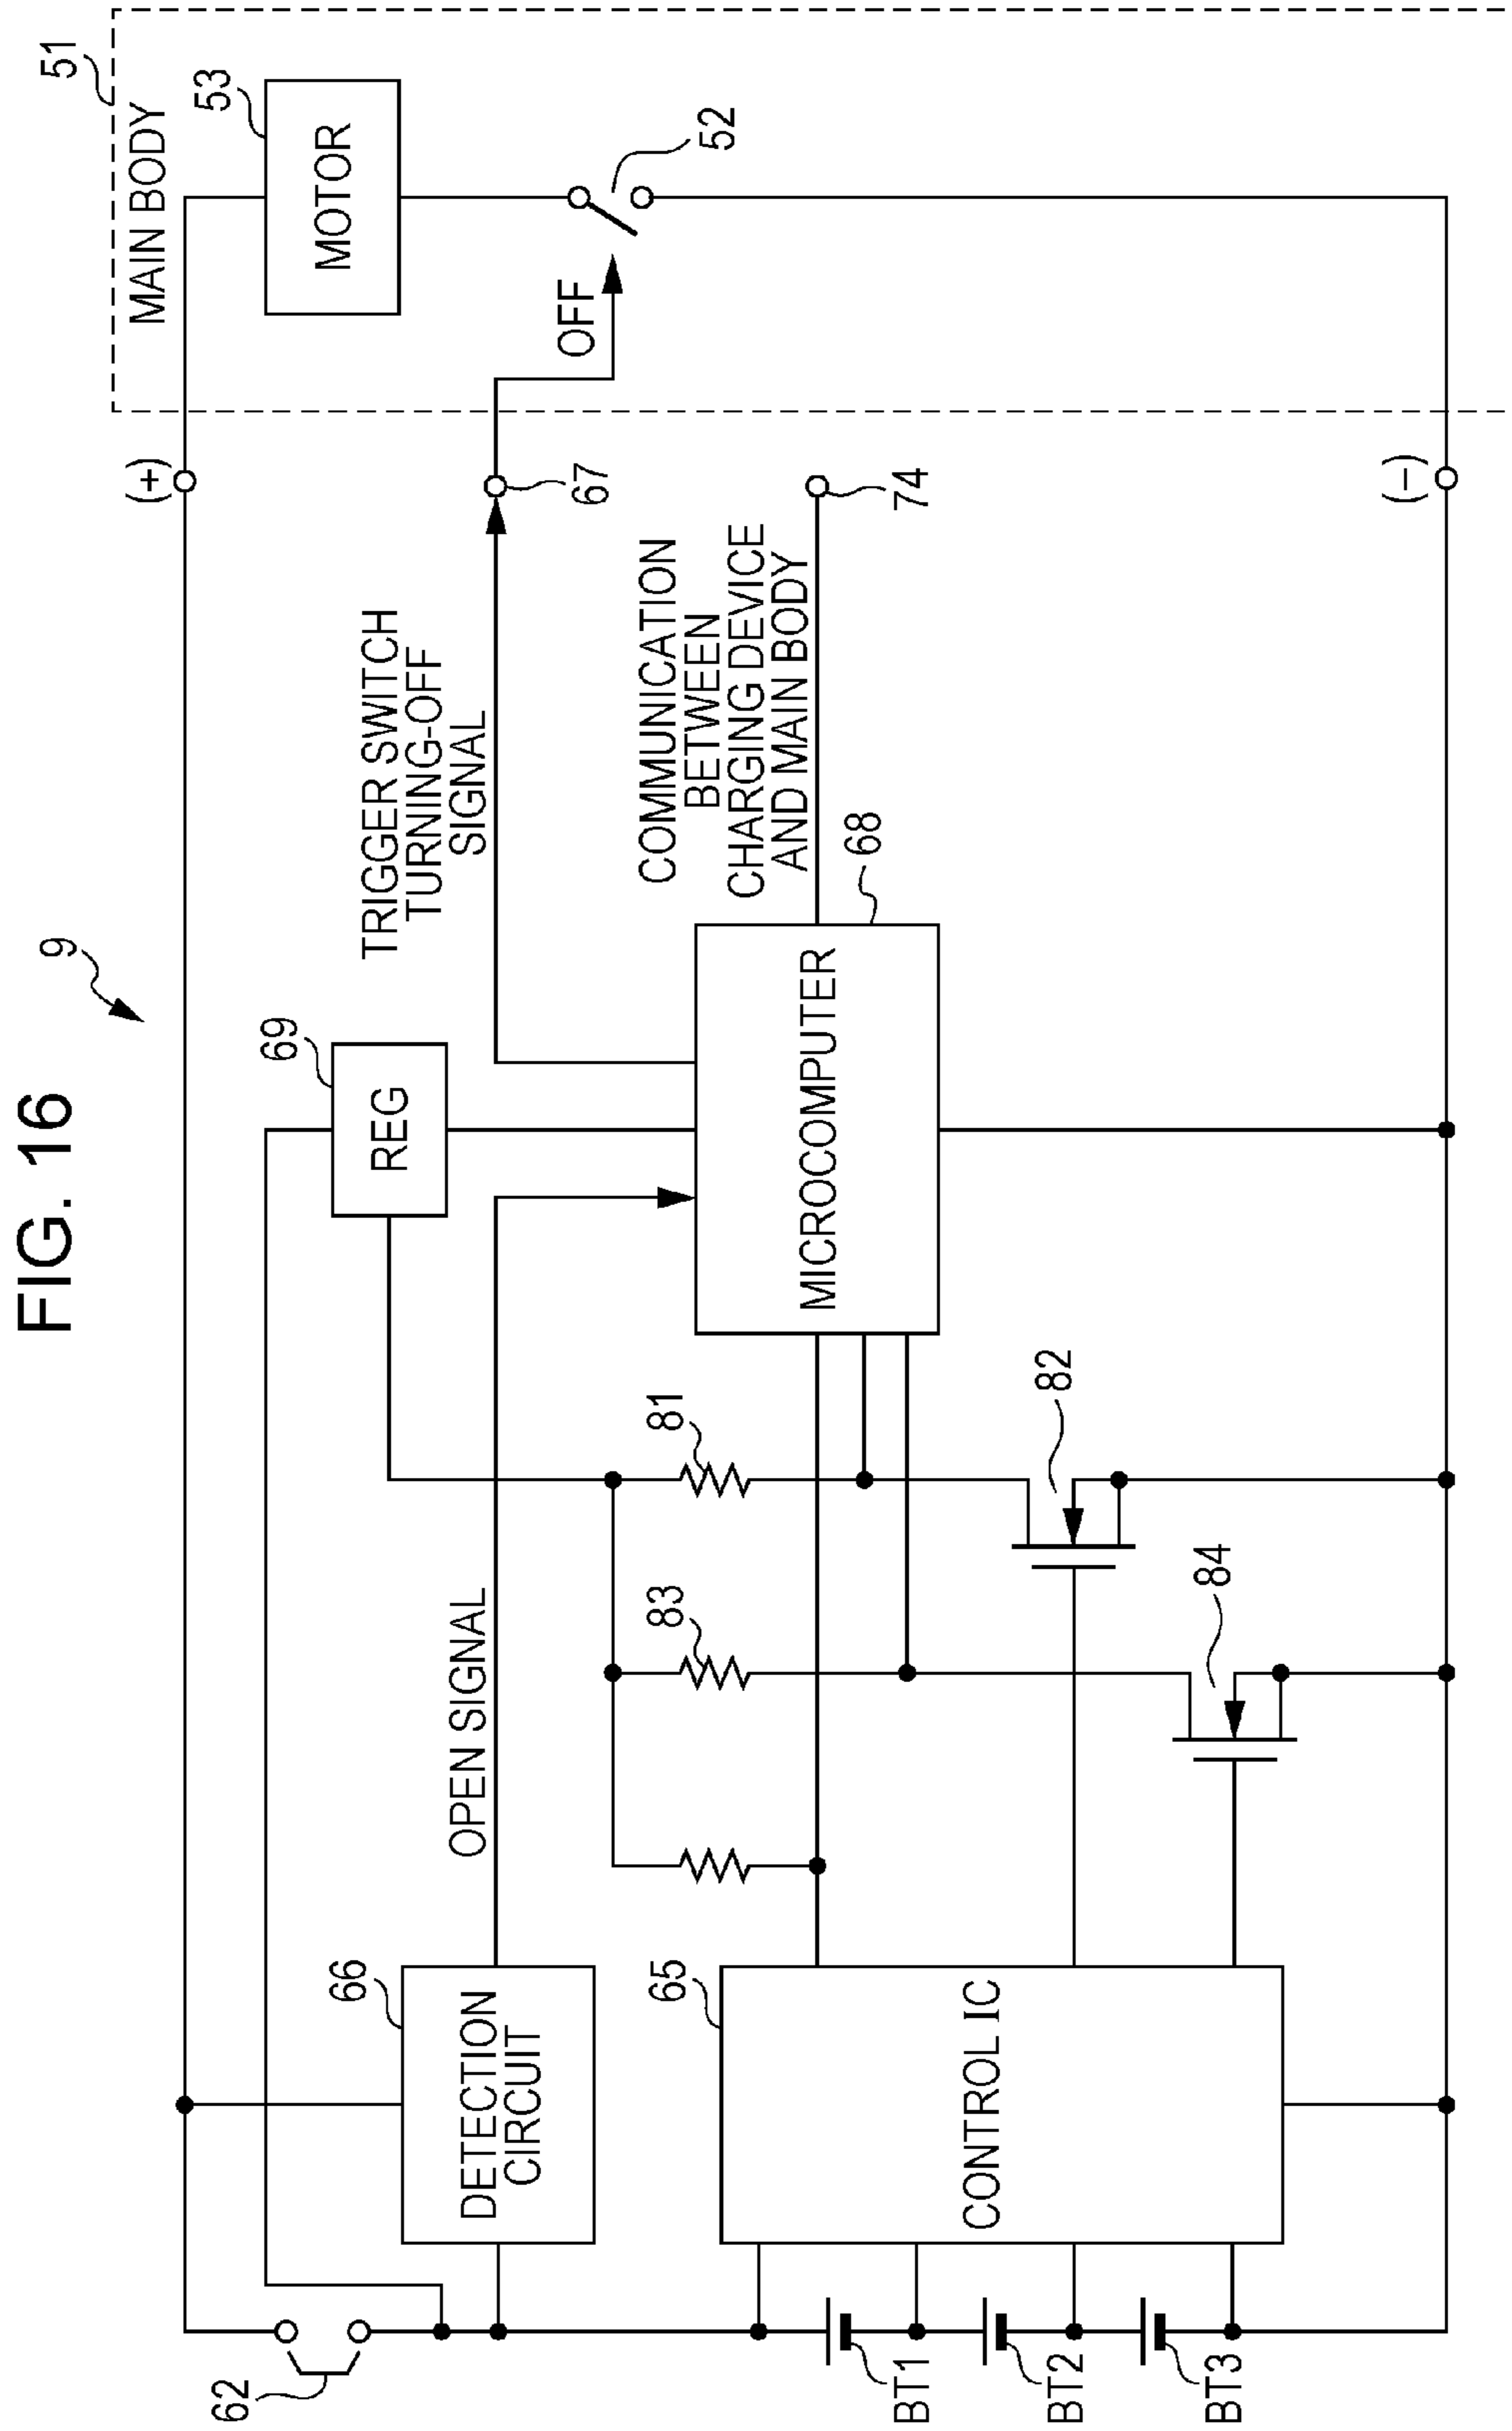 FIG. 16
9
51
MAIN BODY
53
MOTOR
52
OFF
(+)
67
74
(−)
TRIGGER SWITCH
TURNING-OFF
SIGNAL
COMMUNICATION
BETWEEN
CHARGING DEVICE
AND MAIN BODY
69
REG
68
MICROCOMPUTER
OPEN SIGNAL
81
82
83
84
66
DETECTION
CIRCUIT
65
CONTROL IC
62
BT1
BT2
BT3